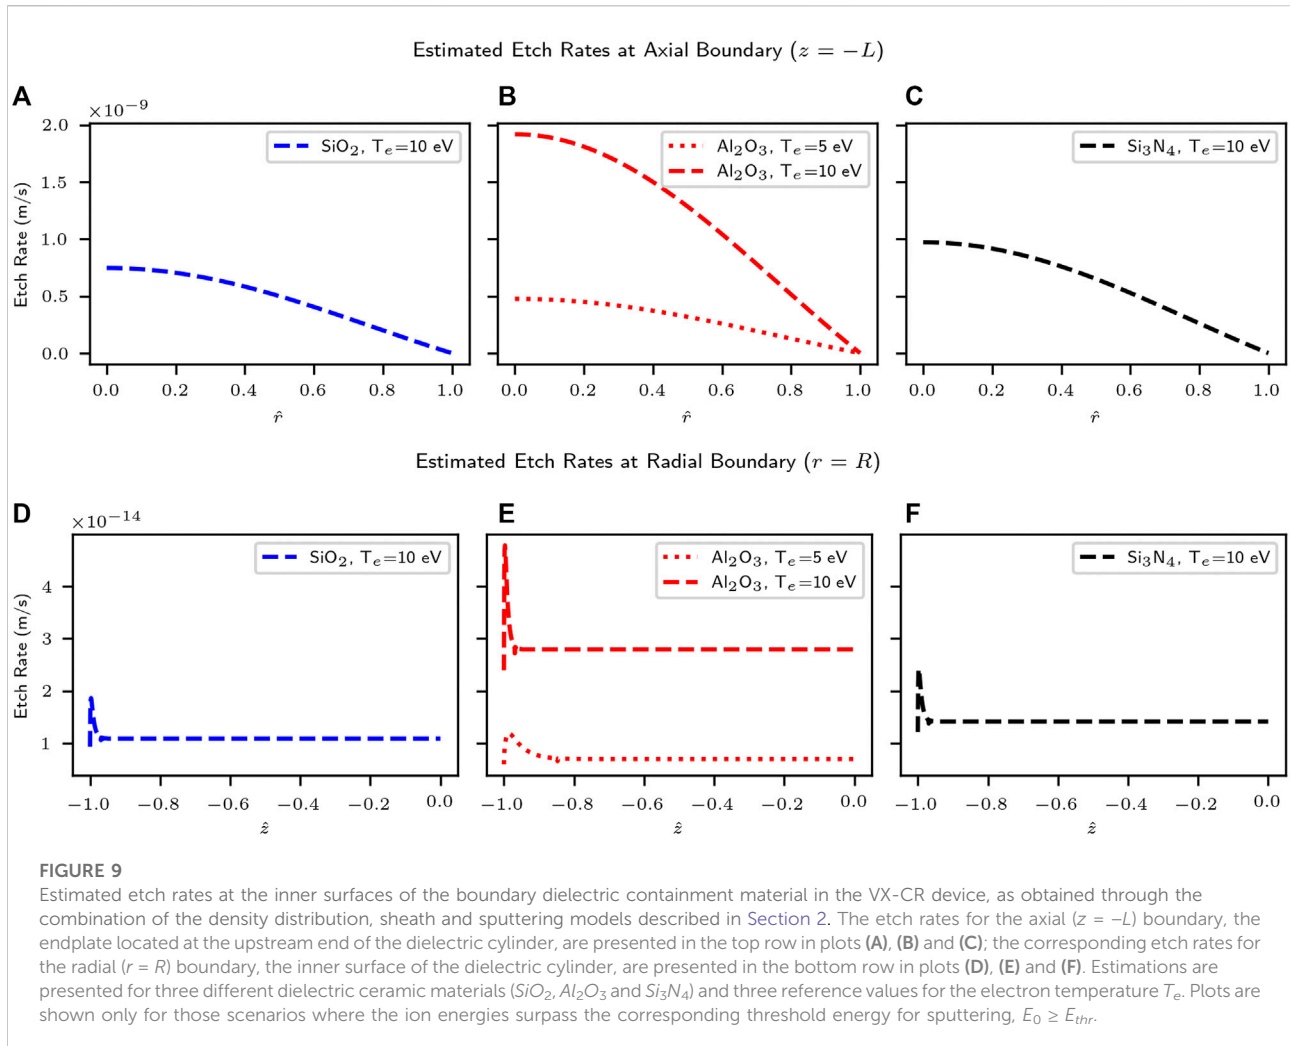 Estimated Etch Rates at Axial Boundary (z = −L)
A
B
C
×10−9
SiO2, Te=10 eV
Al2O3, Te=5 eV
Al2O3, Te=10 eV
Si3N4, Te=10 eV
Etch Rate (m/s)
2.0
1.5
1.0
0.5
0.0
0.0 0.2 0.4 0.6 0.8 1.0
0.0 0.2 0.4 0.6 0.8 1.0
0.0 0.2 0.4 0.6 0.8 1.0
r̂
r̂
r̂
Estimated Etch Rates at Radial Boundary (r = R)
D
E
F
×10−14
SiO2, Te=10 eV
Al2O3, Te=5 eV
Al2O3, Te=10 eV
Si3N4, Te=10 eV
Etch Rate (m/s)
4
3
2
1
−1.0 −0.8 −0.6 −0.4 −0.2 0.0
−1.0 −0.8 −0.6 −0.4 −0.2 0.0
−1.0 −0.8 −0.6 −0.4 −0.2 0.0
ẑ
ẑ
ẑ
FIGURE 9
Estimated etch rates at the inner surfaces of the boundary dielectric containment material in the VX-CR device, as obtained through the
combination of the density distribution, sheath and sputtering models described in Section 2. The etch rates for the axial (z = –L) boundary, the
endplate located at the upstream end of the dielectric cylinder, are presented in the top row in plots (A), (B) and (C); the corresponding etch rates for
the radial (r = R) boundary, the inner surface of the dielectric cylinder, are presented in the bottom row in plots (D), (E) and (F). Estimations are
presented for three different dielectric ceramic materials (SiO2, Al2O3 and Si3N4) and three reference values for the electron temperature Te. Plots are
shown only for those scenarios where the ion energies surpass the corresponding threshold energy for sputtering, E0 ≥ Ethr.